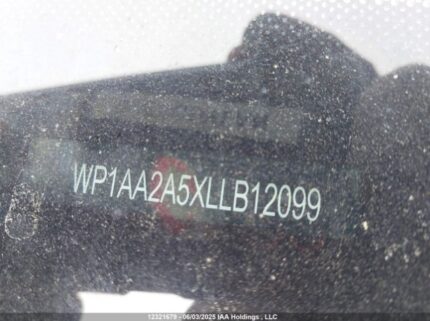 WP1AA2A5XLLB12099
12321679 - 06/03/2025 IAA Holdings , LLC